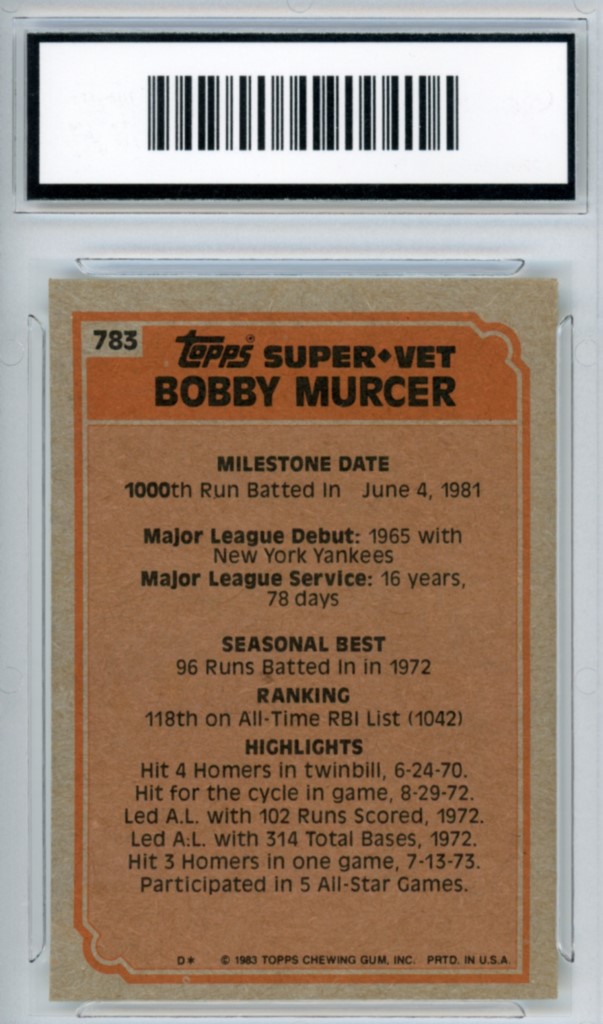 783
Topps SUPER•VET
BOBBY MURCER
MILESTONE DATE
1000th Run Batted In June 4, 1981
Major League Debut: 1965 with
New York Yankees
Major League Service: 16 years,
78 days
SEASONAL BEST
96 Runs Batted In in 1972
RANKING
118th on All-Time RBI List (1042)
HIGHLIGHTS
Hit 4 Homers in twinbill, 6-24-70.
Hit for the cycle in game, 8-29-72.
Led A.L. with 102 Runs Scored, 1972.
Led A.L. with 314 Total Bases, 1972.
Hit 3 Homers in one game, 7-13-73.
Participated in 5 All-Star Games.
D* © 1983 TOPPS CHEWING GUM, INC. PRTD. IN U.S.A.